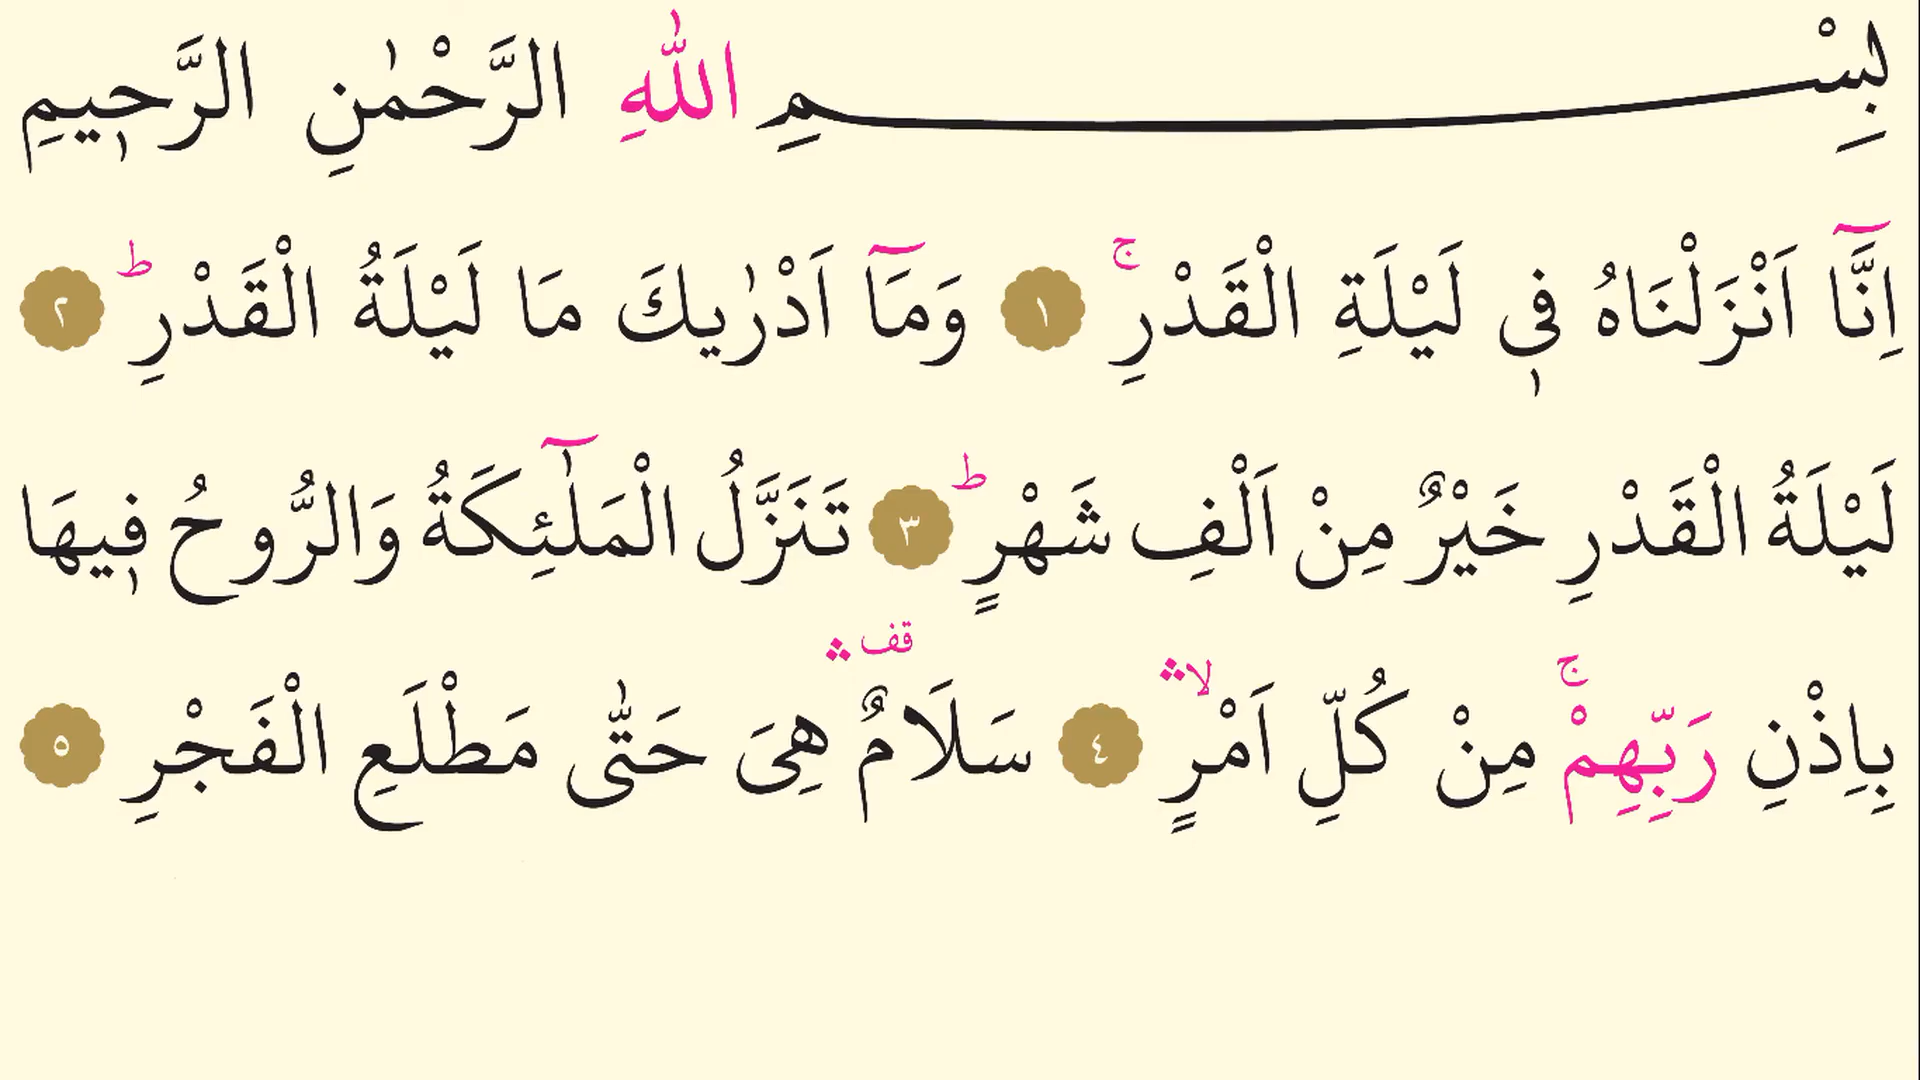 بِسْمِ اللّٰهِ الرَّحْمٰنِ الرَّحٖيمِ
اِنَّٓا اَنْزَلْنَاهُ فٖى لَيْلَةِ الْقَدْرِۚ ١ وَمَٓا اَدْرٰيكَ مَا لَيْلَةُ الْقَدْرِؕ ٢
لَيْلَةُ الْقَدْرِ خَيْرٌ مِنْ اَلْفِ شَهْرٍؕ ٣ تَنَزَّلُ الْمَلٰٓئِكَةُ وَالرُّوحُ فٖيهَا
بِاِذْنِ رَبِّهِمْۚ مِنْ كُلِّ اَمْرٍۙۛ ٤ سَلَامٌ قف ۛ هِىَ حَتّٰى مَطْلَعِ الْفَجْرِ ٥